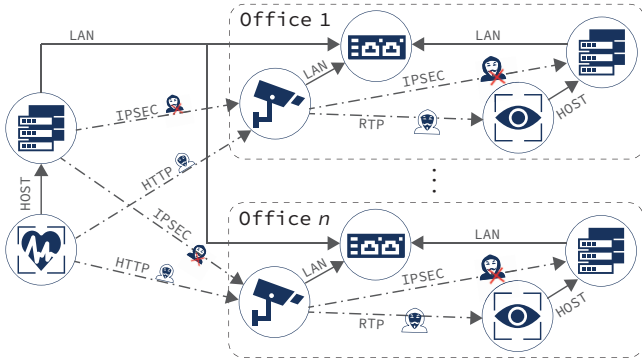 Office 1
LAN
LAN
LAN
IPSEC
IPSEC
RTP
HOST
HTTP
HOST
IPSEC
HTTP
Office n
LAN
LAN
IPSEC
RTP
HOST